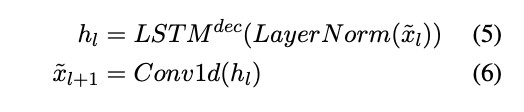 h_l = LSTM^{dec}(LayerNorm(x̃_l)) (5)
x̃_{l+1} = Conv1d(h_l) (6)